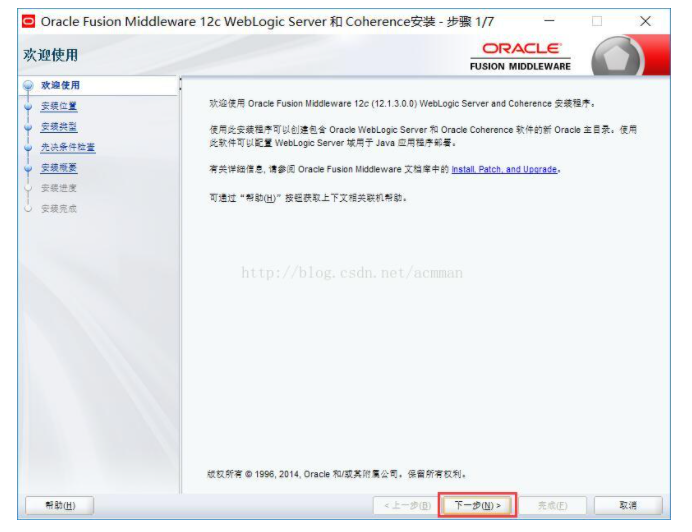 Oracle Fusion Middleware 12c WebLogic Server 和 Coherence安装 - 步骤 1/7
欢迎使用
ORACLE
FUSION MIDDLEWARE
欢迎使用
安装位置
安装类型
先决条件检查
安装概要
安装进度
安装完成
欢迎使用 Oracle Fusion Middleware 12c (12.1.3.0.0) WebLogic Server and Coherence 安装程序。
使用此安装程序可以创建包含 Oracle WebLogic Server 和 Oracle Coherence 软件的新 Oracle 主目录。使用
此软件可以配置 WebLogic Server 域用于 Java 应用程序部署。
有关详细信息, 请参阅 Oracle Fusion Middleware 文档库中的 Install, Patch, and Upgrade。
可通过 "帮助(H)" 按钮获取上下文相关联机帮助。
http://blog.csdn.net/acmman
版权所有 © 1996, 2014, Oracle 和/或其附属公司。保留所有权利。
帮助(H)
< 上一步(B)
下一步(N) >
完成(F)
取消